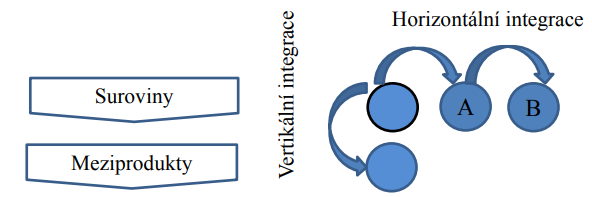 Horizontální integrace
Vertikální integrace
Suroviny
A
B
Meziprodukty